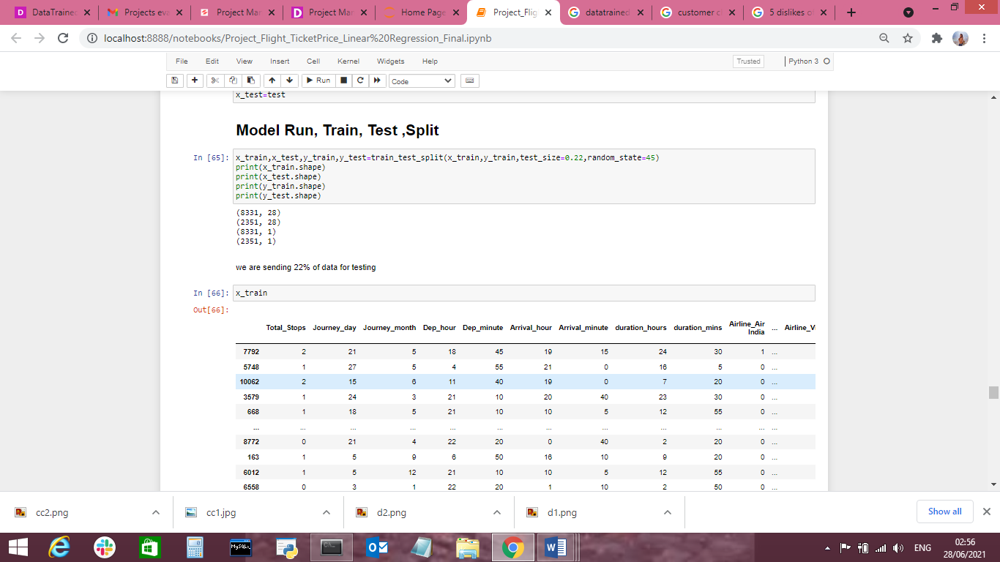 DataTrained
Projects eva
Project Mar
Project Mar
Home Page
Project_Flig
datatrained
customer c
5 dislikes o
localhost:8888/notebooks/Project_Flight_TicketPrice_Linear%20Regression_Final.ipynb
File Edit View Insert Cell Kernel Widgets Help Trusted Python 3
Run Code
x_test=test
Model Run, Train, Test ,Split
In [65]: x_train,x_test,y_train,y_test=train_test_split(x_train,y_train,test_size=0.22,random_state=45)
print(x_train.shape)
print(x_test.shape)
print(y_train.shape)
print(y_test.shape)
(8331, 28)
(2351, 28)
(8331, 1)
(2351, 1)
we are sending 22% of data for testing
In [66]: x_train
Out[66]:
Total_Stops Journey_day Journey_month Dep_hour Dep_minute Arrival_hour Arrival_minute duration_hours duration_mins Airline_Air India ... Airline_Vi
7792 2 21 5 18 45 19 15 24 30 1 ...
5748 1 27 5 4 55 21 0 16 5 0 ...
10062 2 15 6 11 40 19 0 7 20 0 ...
3579 1 24 3 21 10 20 40 23 30 0 ...
668 1 18 5 21 10 10 5 12 55 0 ...
... ... ... ... ... ... ... ... ... ... ... ...
8772 0 21 4 22 20 0 40 2 20 0 ...
163 1 5 9 6 50 16 10 9 20 0 ...
6012 1 5 12 21 10 10 5 12 55 0 ...
6558 0 3 1 22 20 1 10 2 50 0 ...
cc2.png cc1.jpg d2.png d1.png Show all
MySQL
ENG
02:56
28/06/2021